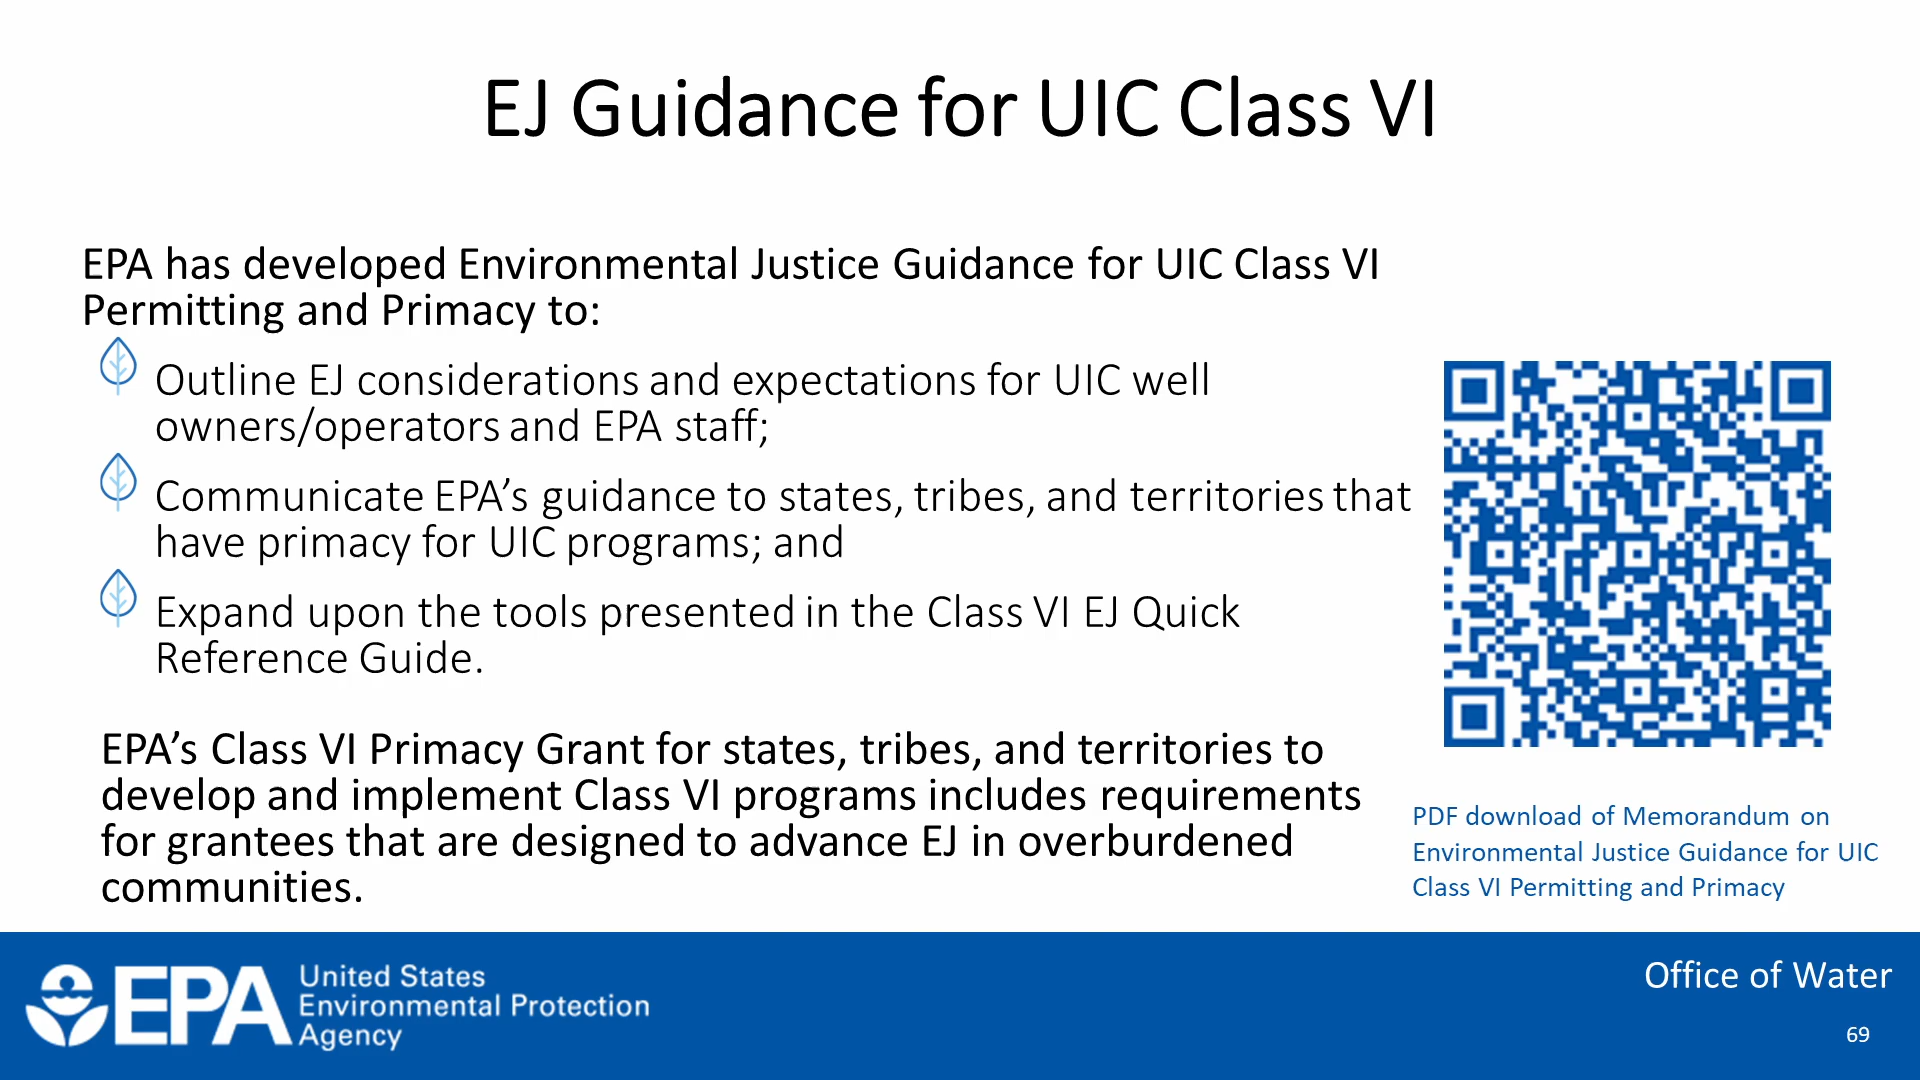 EJ Guidance for UIC Class VI
EPA has developed Environmental Justice Guidance for UIC Class VI
Permitting and Primacy to:
Outline EJ considerations and expectations for UIC well
owners/operators and EPA staff;
Communicate EPA’s guidance to states, tribes, and territories that
have primacy for UIC programs; and
Expand upon the tools presented in the Class VI EJ Quick
Reference Guide.
EPA’s Class VI Primacy Grant for states, tribes, and territories to
develop and implement Class VI programs includes requirements
for grantees that are designed to advance EJ in overburdened
communities.
PDF download of Memorandum on
Environmental Justice Guidance for UIC
Class VI Permitting and Primacy
EPA
United States
Environmental Protection
Agency
Office of Water
69